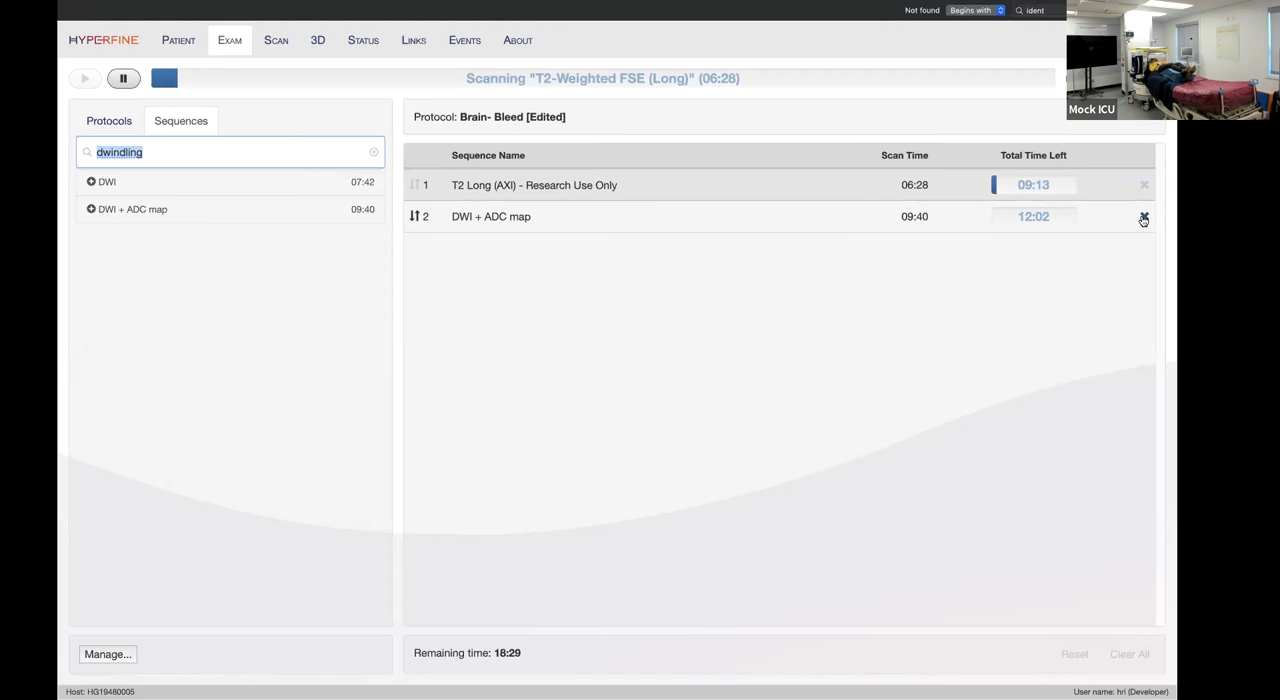 Not found Begins with ident
HYPERFINE PATIENT EXAM SCAN 3D STATUS LINKS EVENTS ABOUT
Scanning "T2-Weighted FSE (Long)" (06:28)
Mock ICU
Protocols Sequences
dwindling
DWI 07:42
DWI + ADC map 09:40
Protocol: Brain- Bleed [Edited]
Sequence Name Scan Time Total Time Left
1 T2 Long (AXI) - Research Use Only 06:28 09:13
2 DWI + ADC map 09:40 12:02
Manage...
Remaining time: 18:29 Reset Clear All
Host: HG19480005 User name: hri (Developer)